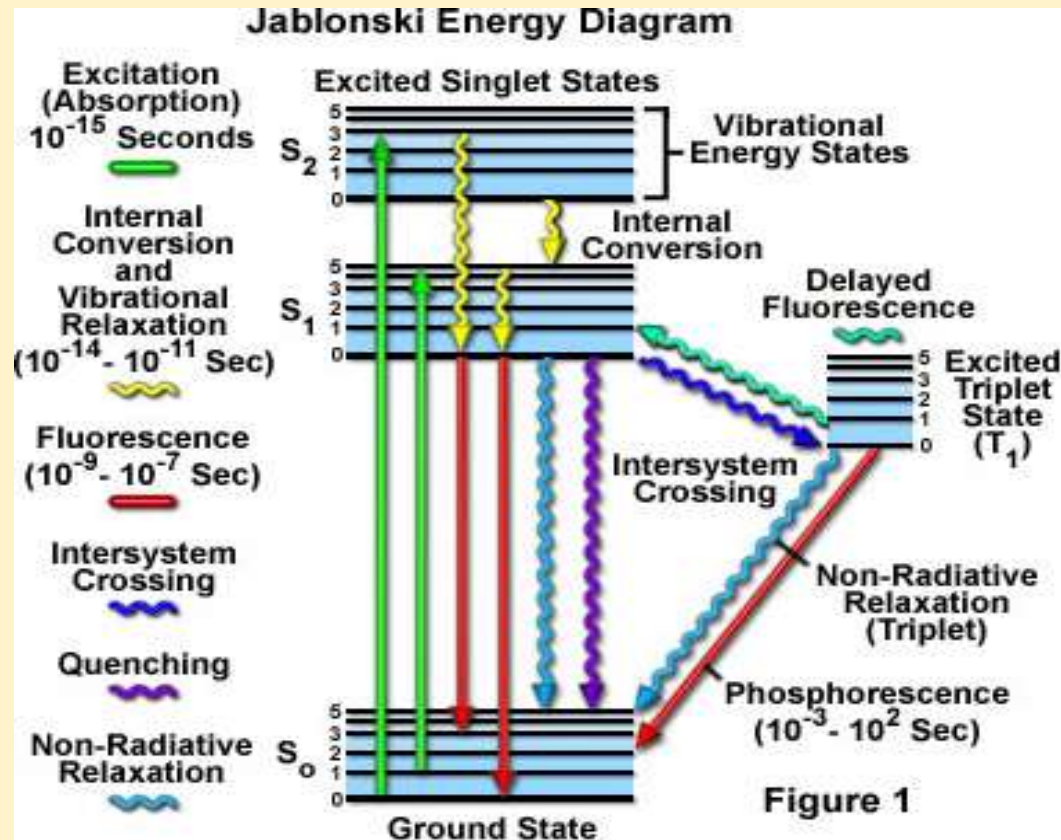 Jablonski Energy Diagram
Excitation
(Absorption)
10⁻¹⁵ Seconds
Internal
Conversion
and
Vibrational
Relaxation
(10⁻¹⁴ - 10⁻¹¹ Sec)
Fluorescence
(10⁻⁹ - 10⁻⁷ Sec)
Intersystem
Crossing
Quenching
Non-Radiative
Relaxation
Excited Singlet States
S₂
5
3
2
1
0
Vibrational
Energy States
Internal
Conversion
S₁
5
3
2
1
0
Delayed
Fluorescence
5
3
2
1
0
Excited
Triplet
State
(T₁)
Intersystem
Crossing
Non-Radiative
Relaxation
(Triplet)
Phosphorescence
(10⁻³ - 10² Sec)
Sₒ
5
3
2
1
0
Ground State
Figure 1